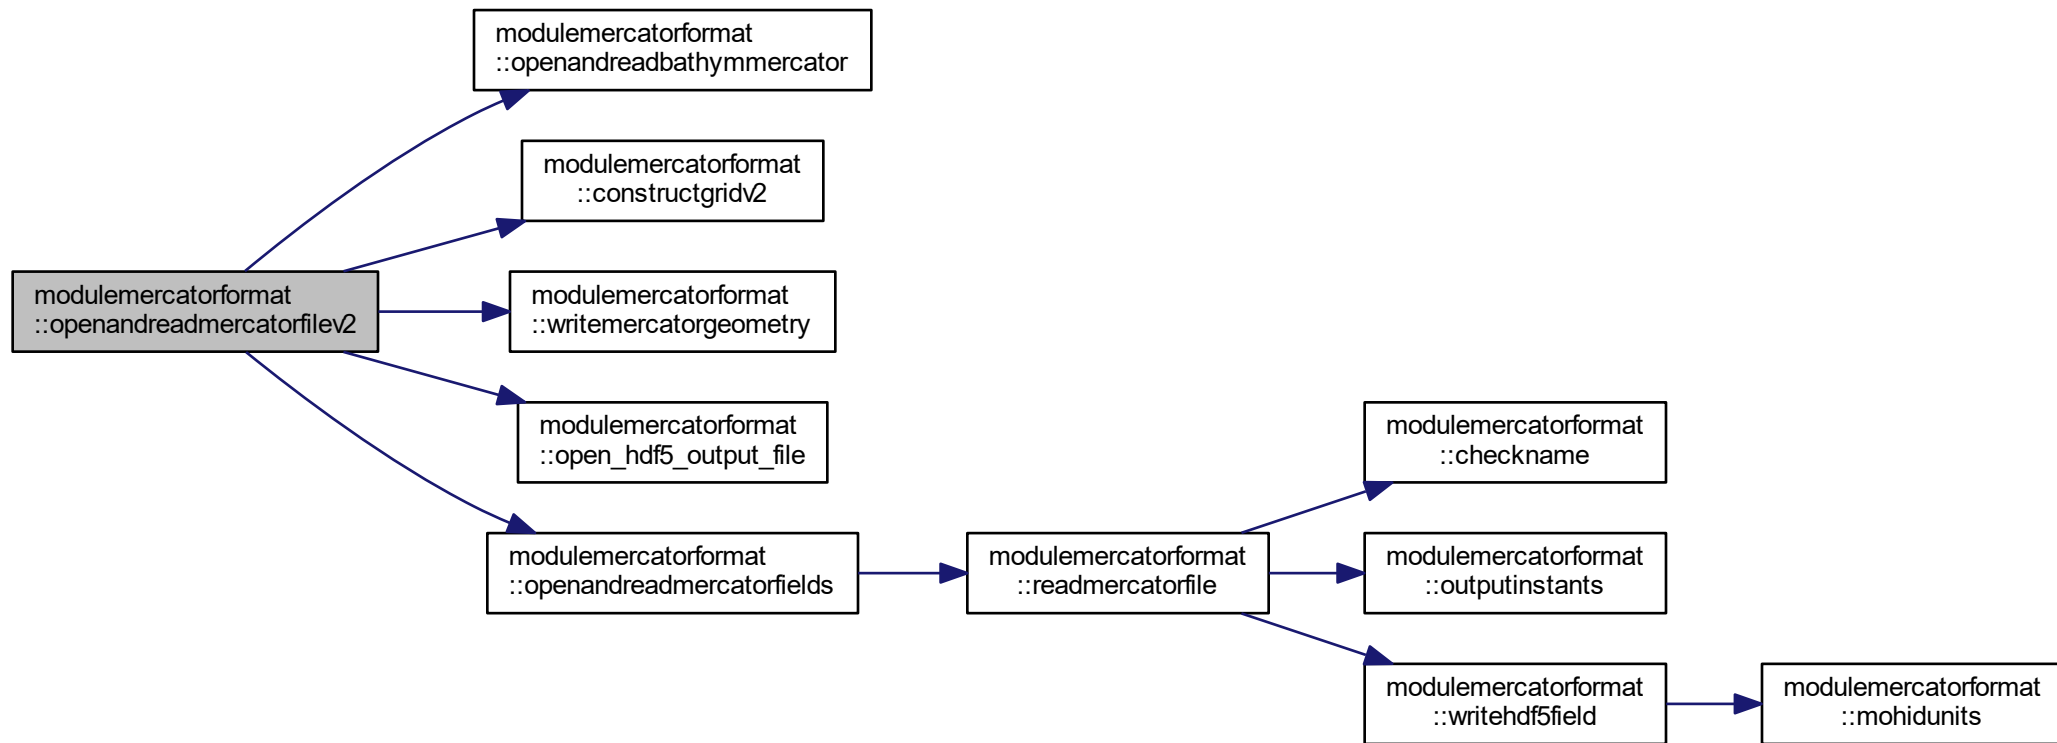 modulemercatorformat
::openandreadbathymmercator
modulemercatorformat
::constructgridv2
modulemercatorformat
::openandreadmercatorfilev2
modulemercatorformat
::writemercatorgeometry
modulemercatorformat
::open_hdf5_output_file
modulemercatorformat
::openandreadmercatorfields
modulemercatorformat
::readmercatorfile
modulemercatorformat
::checkname
modulemercatorformat
::outputinstants
modulemercatorformat
::writehdf5field
modulemercatorformat
::mohidunits